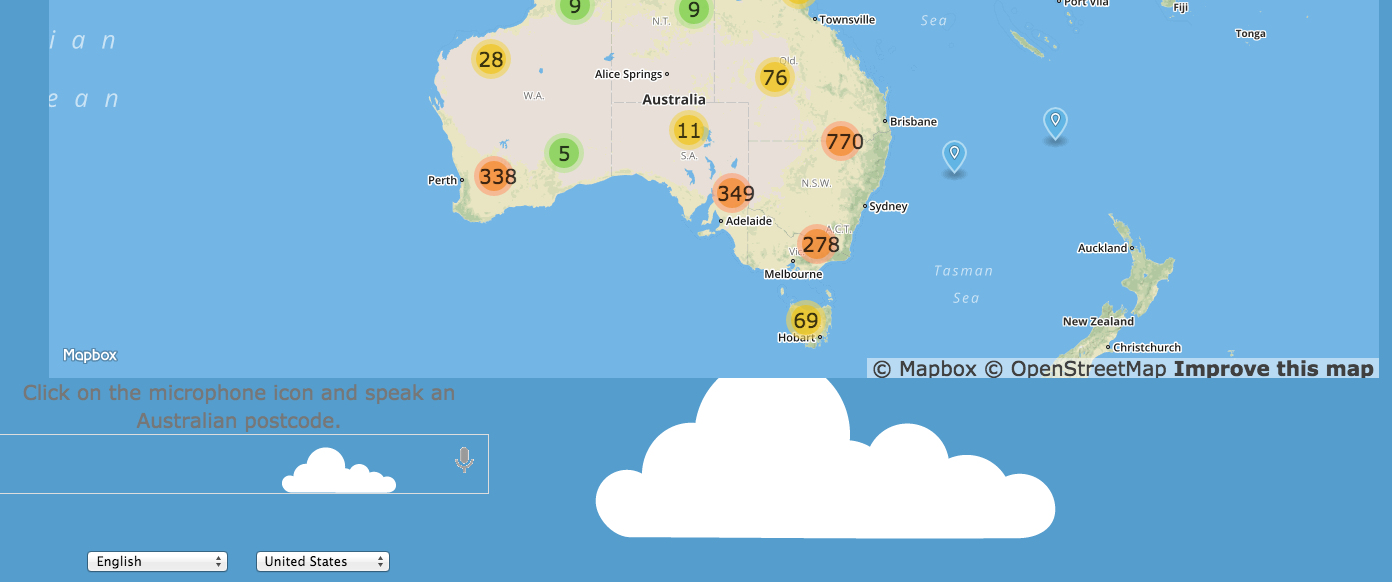 9
9
N.T.
Townsville
Sea
Port Vila
Fiji
Tonga
ian
ean
28
Alice Springs
Qld.
76
W.A.
Australia
11
S.A.
Brisbane
770
5
338
Perth
349
N.S.W.
Adelaide
Sydney
278
A.C.T.
Vic
Melbourne
Auckland
Tasman
Sea
69
Hobart
New Zealand
Christchurch
Mapbox
© Mapbox © OpenStreetMap Improve this map
Click on the microphone icon and speak an
Australian postcode.
English
United States